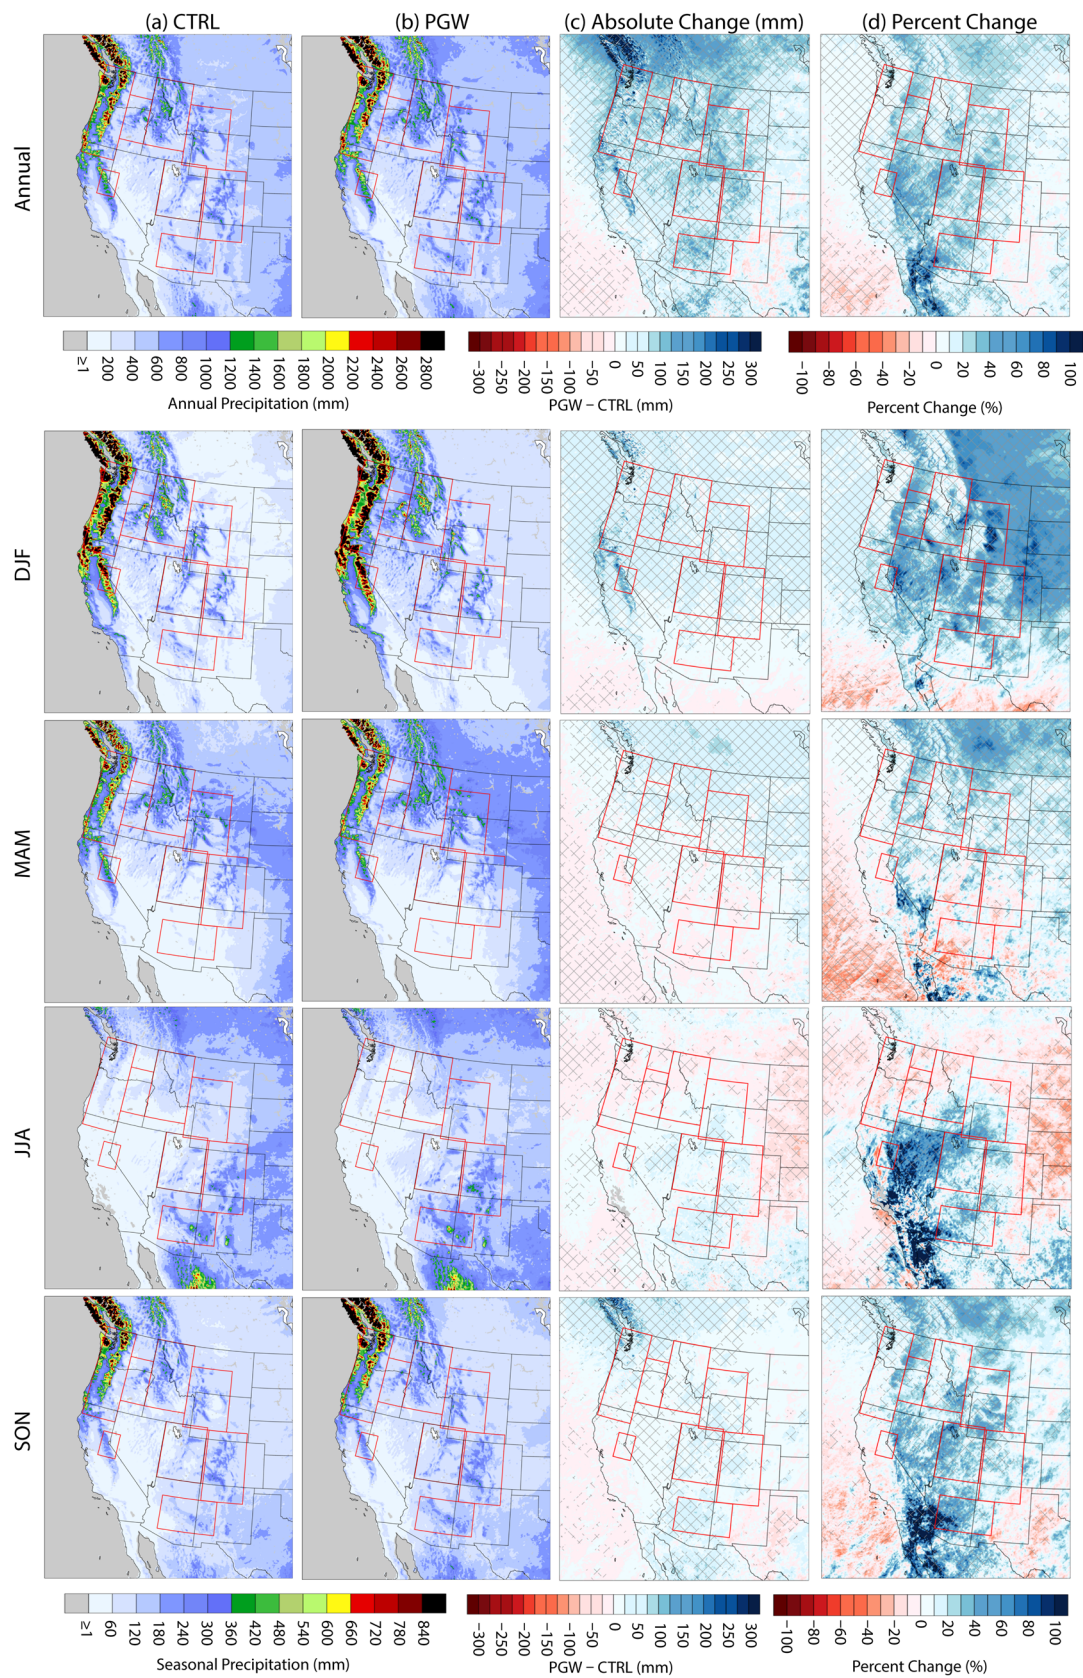 (a) CTRL (b) PGW (c) Absolute Change (mm) (d) Percent Change
Annual
≥1 200 400 600 800 1000 1200 1400 1600 1800 2000 2200 2400 2600 2800
Annual Precipitation (mm)
−300 −250 −200 −150 −100 −50 0 50 100 150 200 250 300
PGW − CTRL (mm)
−100 −80 −60 −40 −20 0 20 40 60 80 100
Percent Change (%)
DJF
MAM
JJA
SON
≥1 60 120 180 240 300 360 420 480 540 600 660 720 780 840
Seasonal Precipitation (mm)
−300 −250 −200 −150 −100 −50 0 50 100 150 200 250 300
PGW − CTRL (mm)
−100 −80 −60 −40 −20 0 20 40 60 80 100
Percent Change (%)